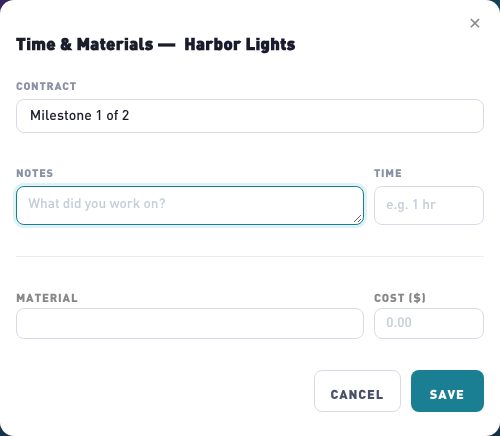 ×
Time & Materials — Harbor Lights
CONTRACT
Milestone 1 of 2
NOTES TIME
What did you work on? e.g. 1 hr
MATERIAL COST ($)
0.00
CANCEL SAVE